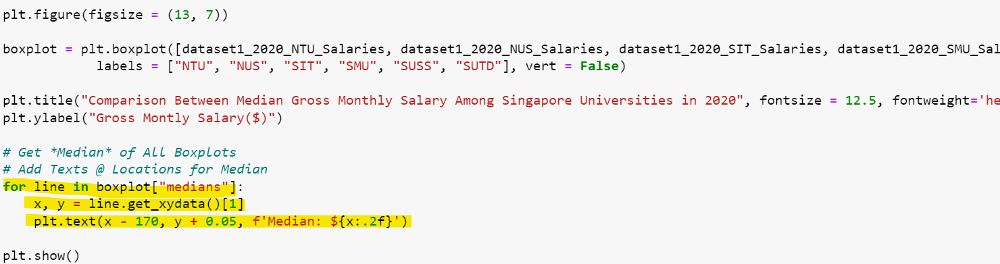 plt.figure(figsize = (13, 7))
boxplot = plt.boxplot([dataset1_2020_NTU_Salaries, dataset1_2020_NUS_Salaries, dataset1_2020_SIT_Salaries, dataset1_2020_SMU_Sal
labels = ["NTU", "NUS", "SIT", "SMU", "SUSS", "SUTD"], vert = False)
plt.title("Comparison Between Median Gross Monthly Salary Among Singapore Universities in 2020", fontsize = 12.5, fontweight='he
plt.ylabel("Gross Montly Salary($)")
# Get *Median* of All Boxplots
# Add Texts @ Locations for Median
for line in boxplot["medians"]:
x, y = line.get_xydata()[1]
plt.text(x - 170, y + 0.05, f'Median: ${x:.2f}')
plt.show()